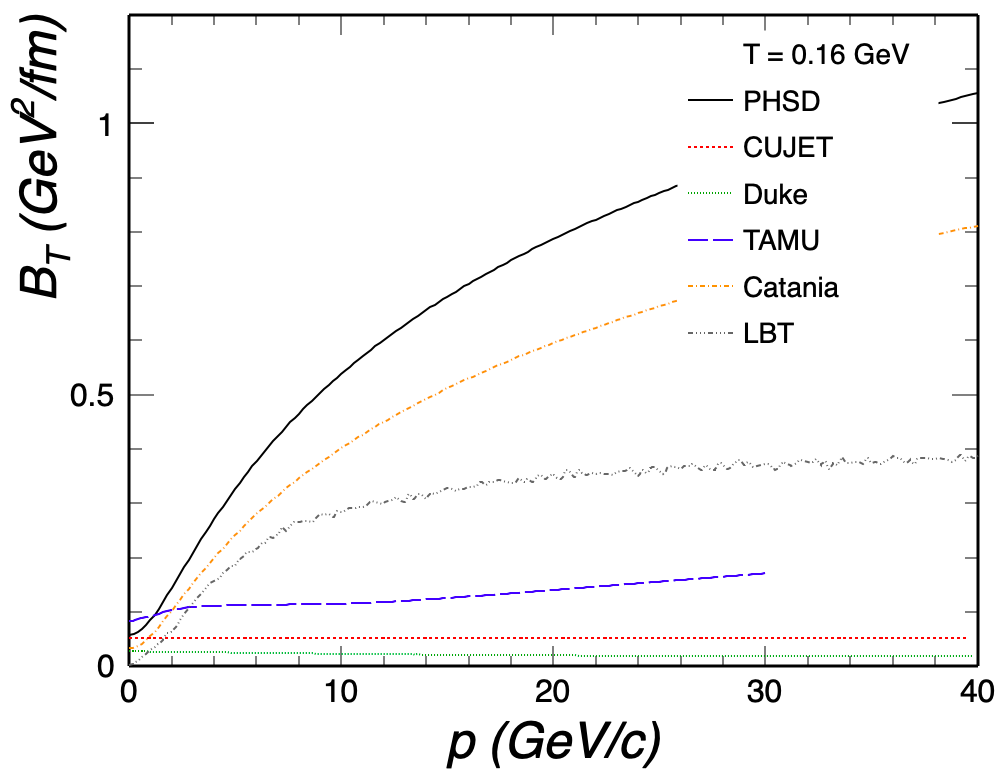 B_T (GeV²/fm)
T = 0.16 GeV
PHSD
CUJET
Duke
TAMU
Catania
LBT
1
0.5
0
0 10 20 30 40
p (GeV/c)